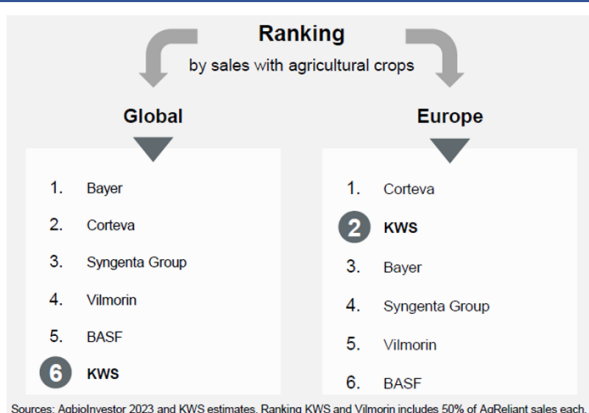 Ranking
by sales with agricultural crops
Global
1. Bayer
2. Corteva
3. Syngenta Group
4. Vilmorin
5. BASF
6 KWS
Europe
1. Corteva
2 KWS
3. Bayer
4. Syngenta Group
5. Vilmorin
6. BASF
Sources: AgbioInvestor 2023 and KWS estimates. Ranking KWS and Vilmorin includes 50% of AgReliant sales each.